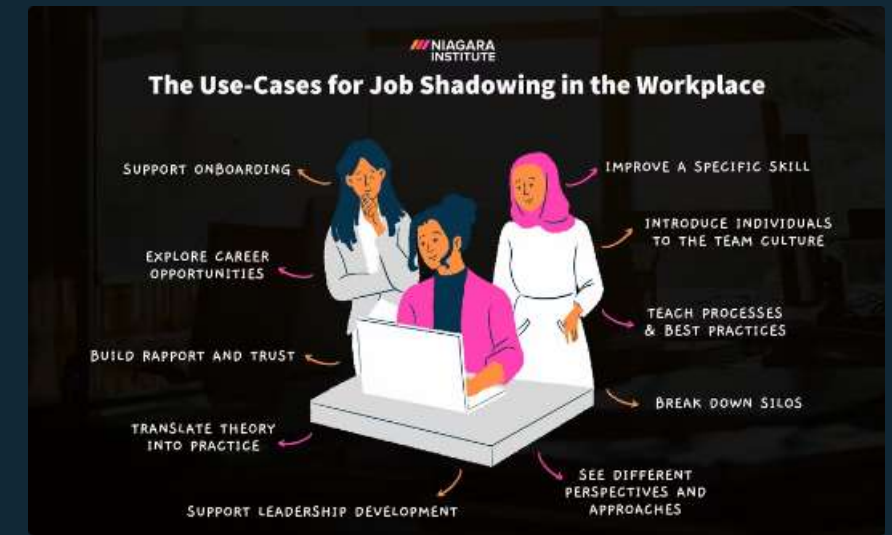 NIAGARA
INSTITUTE
The Use-Cases for Job Shadowing in the Workplace
SUPPORT ONBOARDING
EXPLORE CAREER
OPPORTUNITIES
BUILD RAPPORT AND TRUST
TRANSLATE THEORY
INTO PRACTICE
SUPPORT LEADERSHIP DEVELOPMENT
IMPROVE A SPECIFIC SKILL
INTRODUCE INDIVIDUALS
TO THE TEAM CULTURE
TEACH PROCESSES
& BEST PRACTICES
BREAK DOWN SILOS
SEE DIFFERENT
PERSPECTIVES AND
APPROACHES